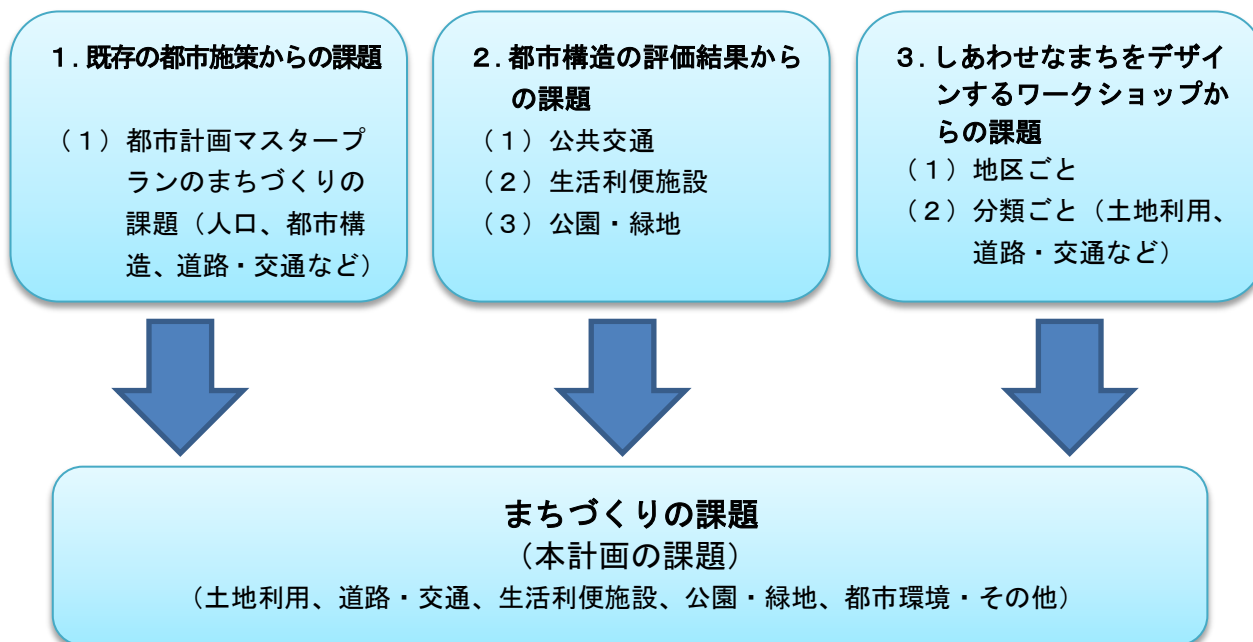 １．既存の都市施策からの課題
（１）都市計画マスタープ
ランのまちづくりの
課題（人口、都市構
造、道路・交通など）
２．都市構造の評価結果から
の課題
（１）公共交通
（２）生活利便施設
（３）公園・緑地
３．しあわせなまちをデザイ
ンするワークショップか
らの課題
（１）地区ごと
（２）分類ごと（土地利用、
道路・交通など）
まちづくりの課題
（本計画の課題）
（土地利用、道路・交通、生活利便施設、公園・緑地、都市環境・その他）